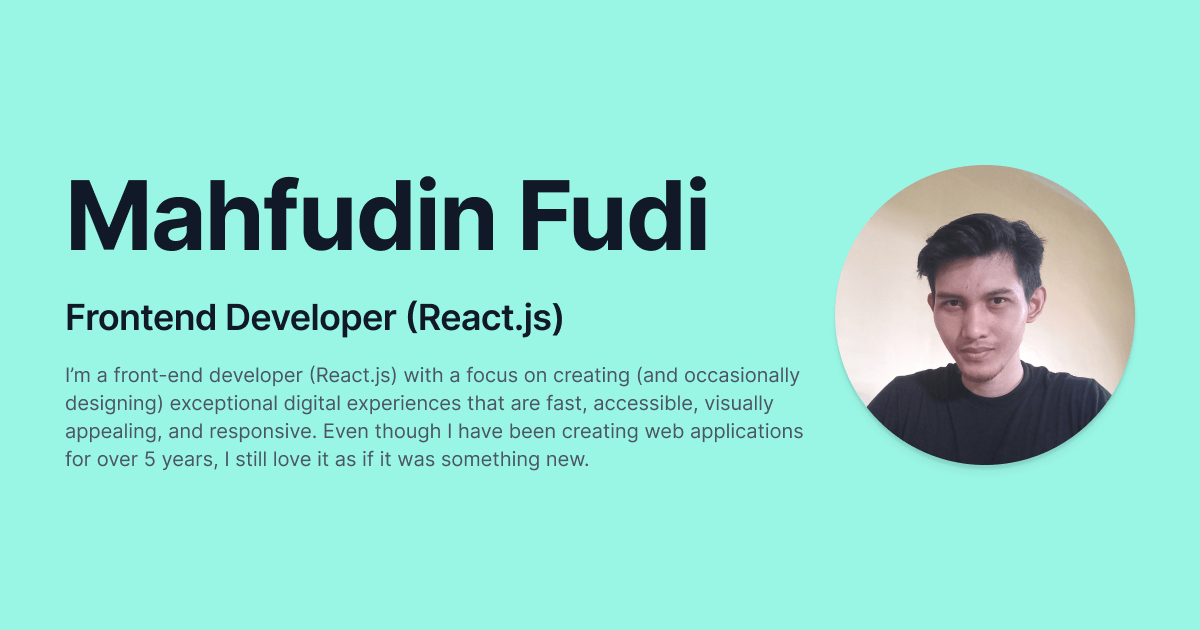 Mahfudin Fudi
Frontend Developer (React.js)
I’m a front-end developer (React.js) with a focus on creating (and occasionally
designing) exceptional digital experiences that are fast, accessible, visually
appealing, and responsive. Even though I have been creating web applications
for over 5 years, I still love it as if it was something new.